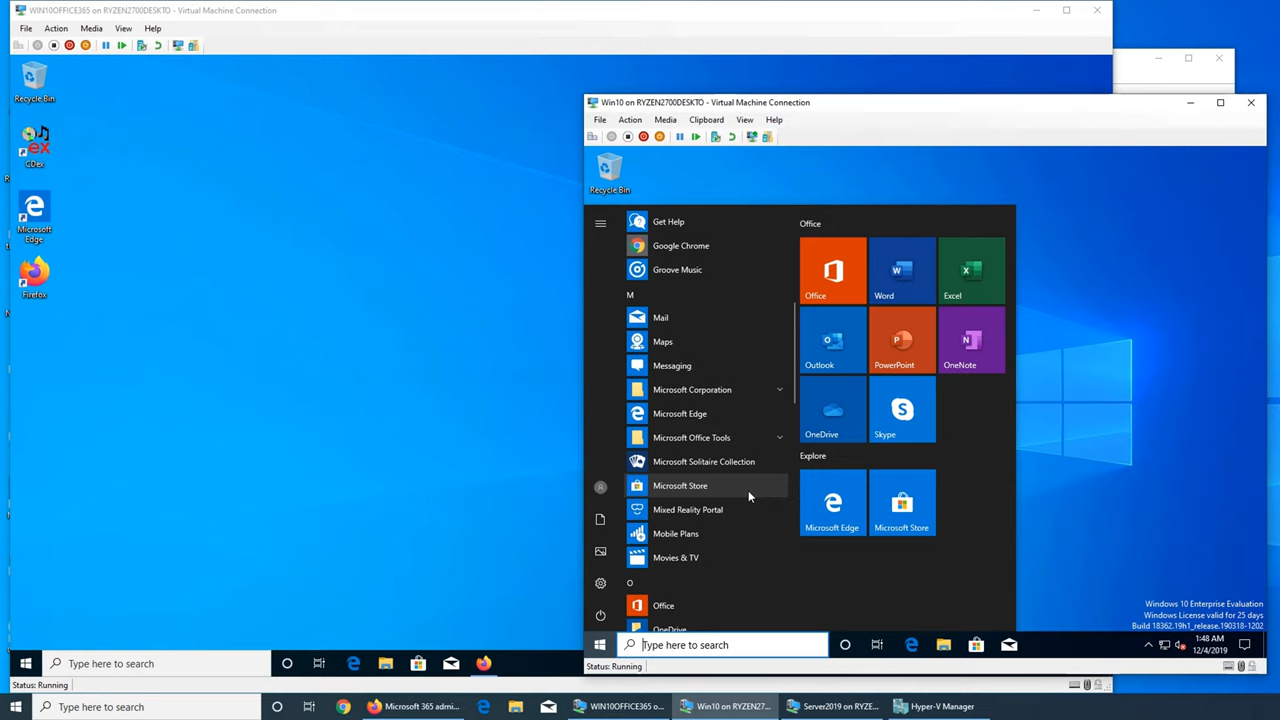 WIN10OFFICE365 on RYZEN2700DESKTO - Virtual Machine Connection
File Action Media View Help
Recycle Bin
CDex
Microsoft
Edge
Firefox
Type here to search
Status: Running
Win10 on RYZEN2700DESKTO - Virtual Machine Connection
File Action Media Clipboard View Help
Recycle Bin
Get Help
Google Chrome
Groove Music
M
Mail
Maps
Messaging
Microsoft Corporation
Microsoft Edge
Microsoft Office Tools
Microsoft Solitaire Collection
Microsoft Store
Mixed Reality Portal
Mobile Plans
Movies & TV
O
Office
OneDrive
Office
Office Word Excel
Outlook PowerPoint OneNote
OneDrive Skype
Explore
Microsoft Edge Microsoft Store
Windows 10 Enterprise Evaluation
Windows License valid for 25 days
Build 18362.19h1_release.190318-1202
Type here to search
1:48 AM
12/4/2019
Status: Running
Type here to search
Microsoft 365 admi...
WIN10OFFICE365 o...
Win10 on RYZEN27...
Server2019 on RYZE...
Hyper-V Manager